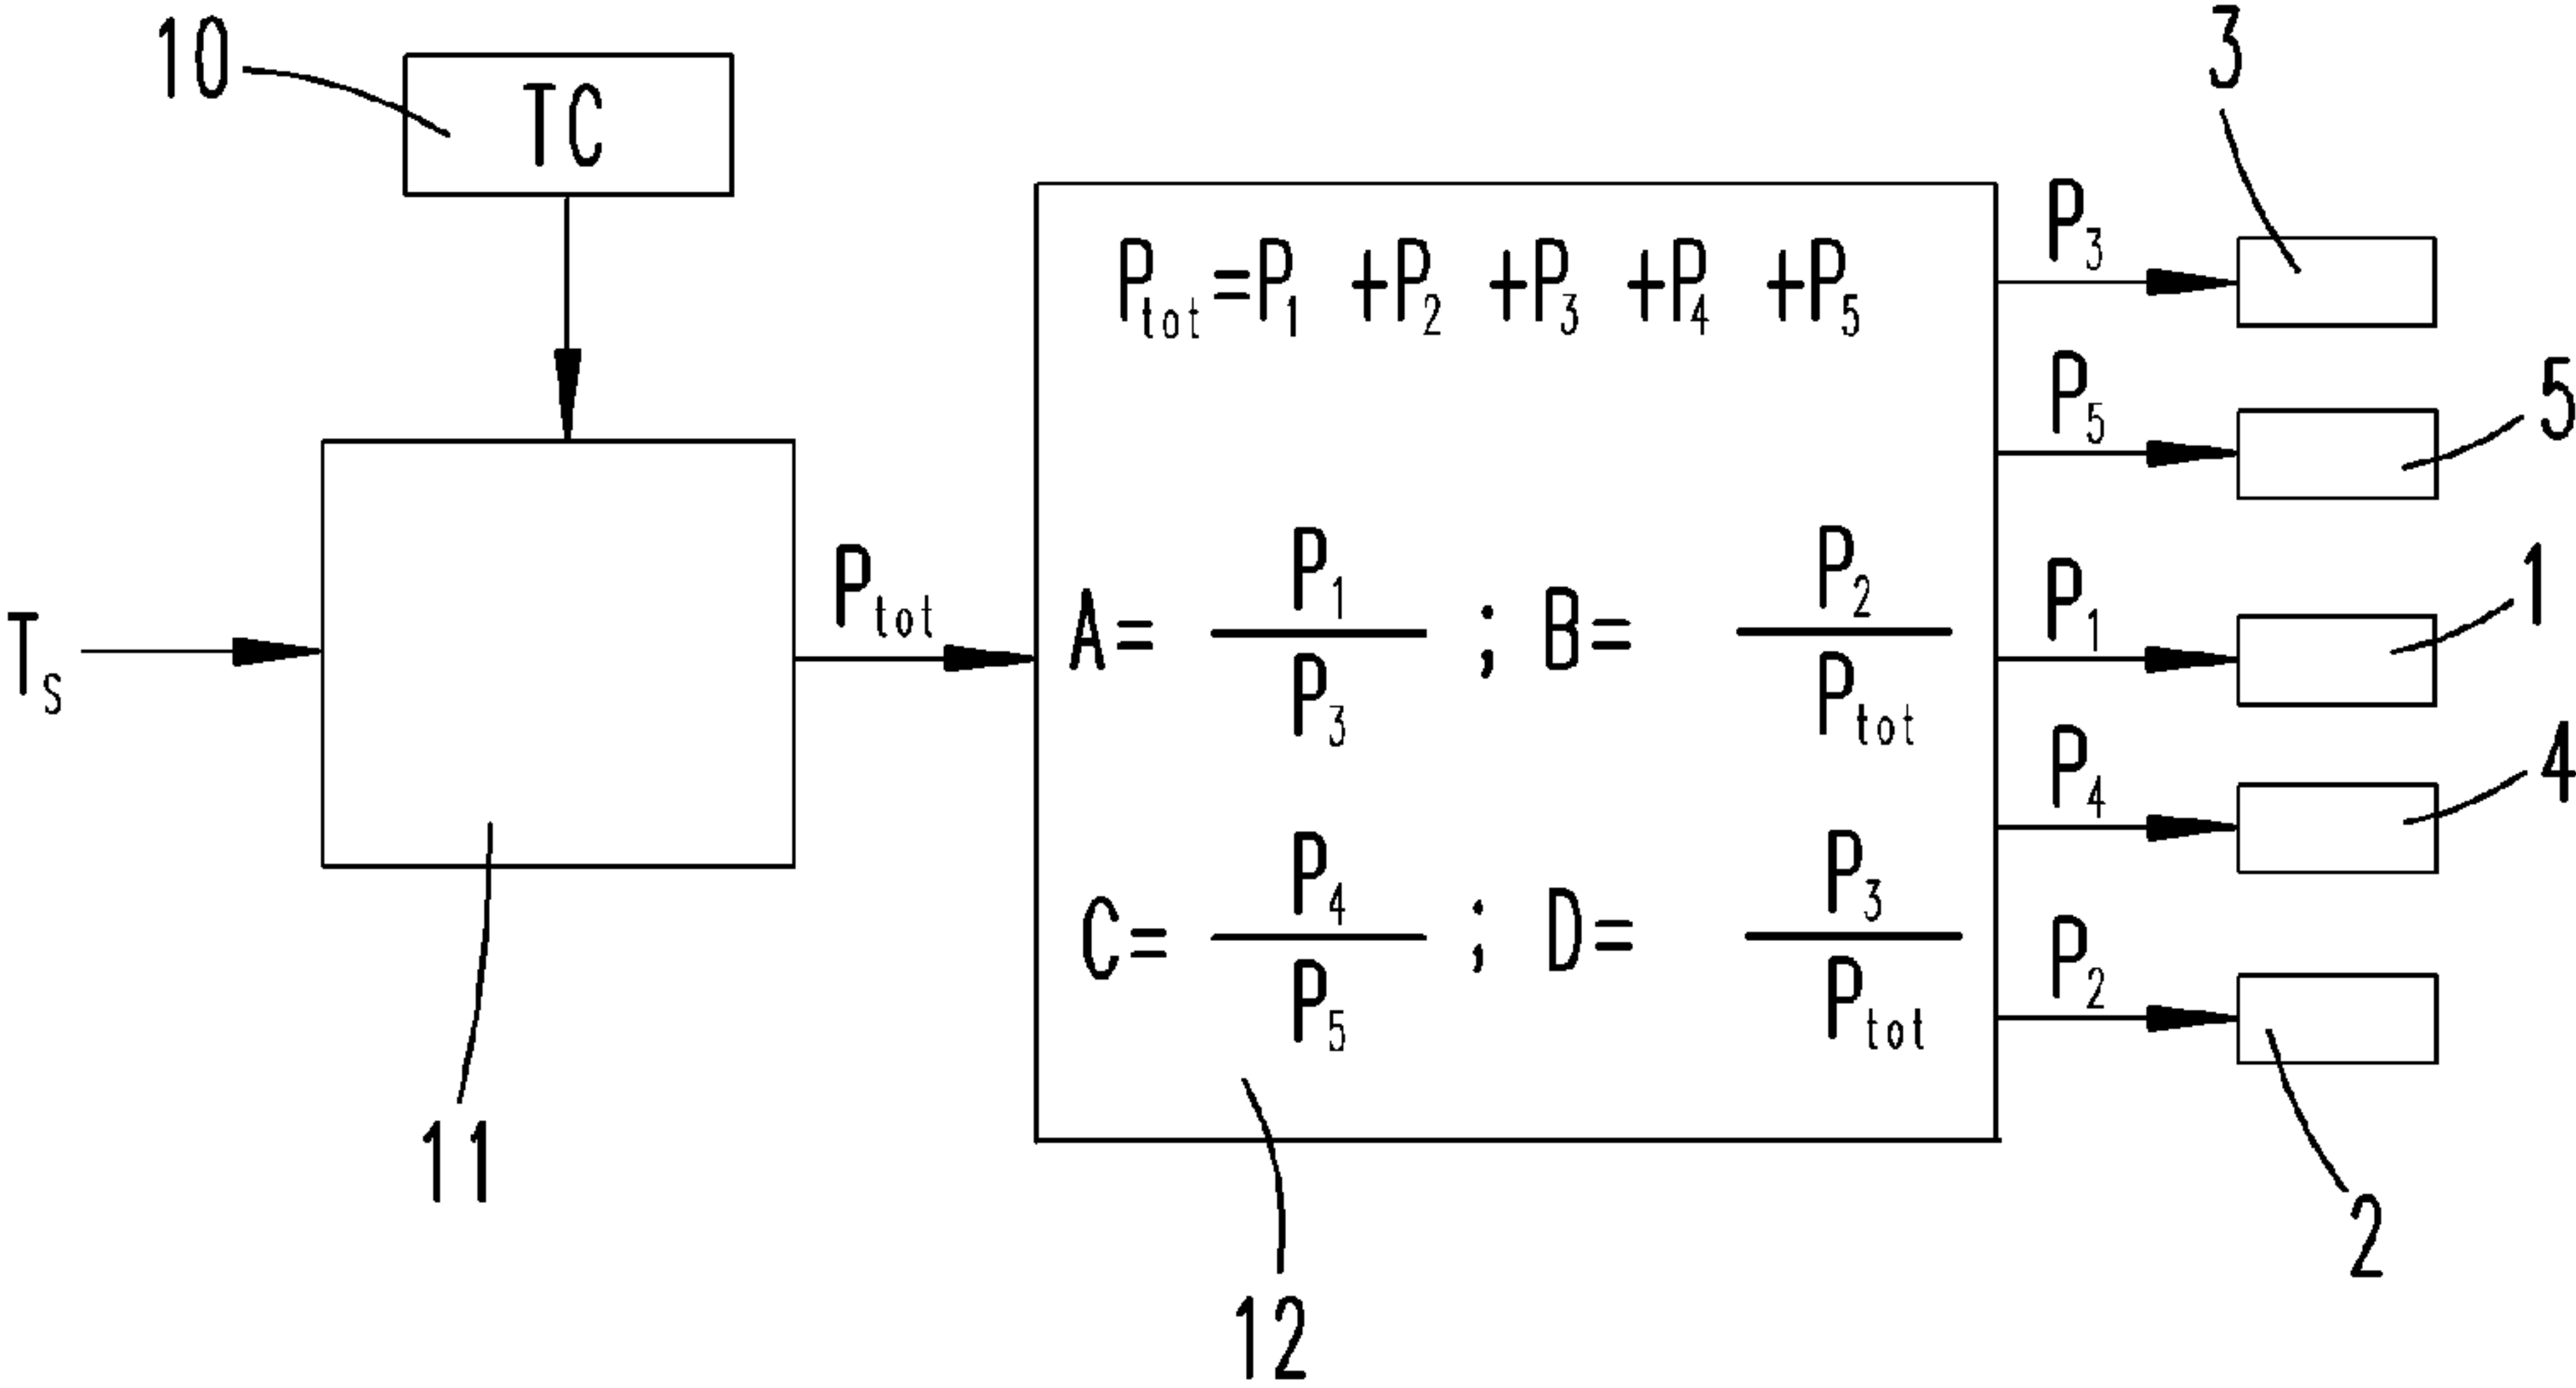 10
TC
3
P3
Ptot=P1 +P2 +P3 +P4 +P5
P5
5
Ts
Ptot
A= P1/P3 ; B= P2/Ptot
P1
1
P4
4
C= P4/P5 ; D= P3/Ptot
P2
2
11
12